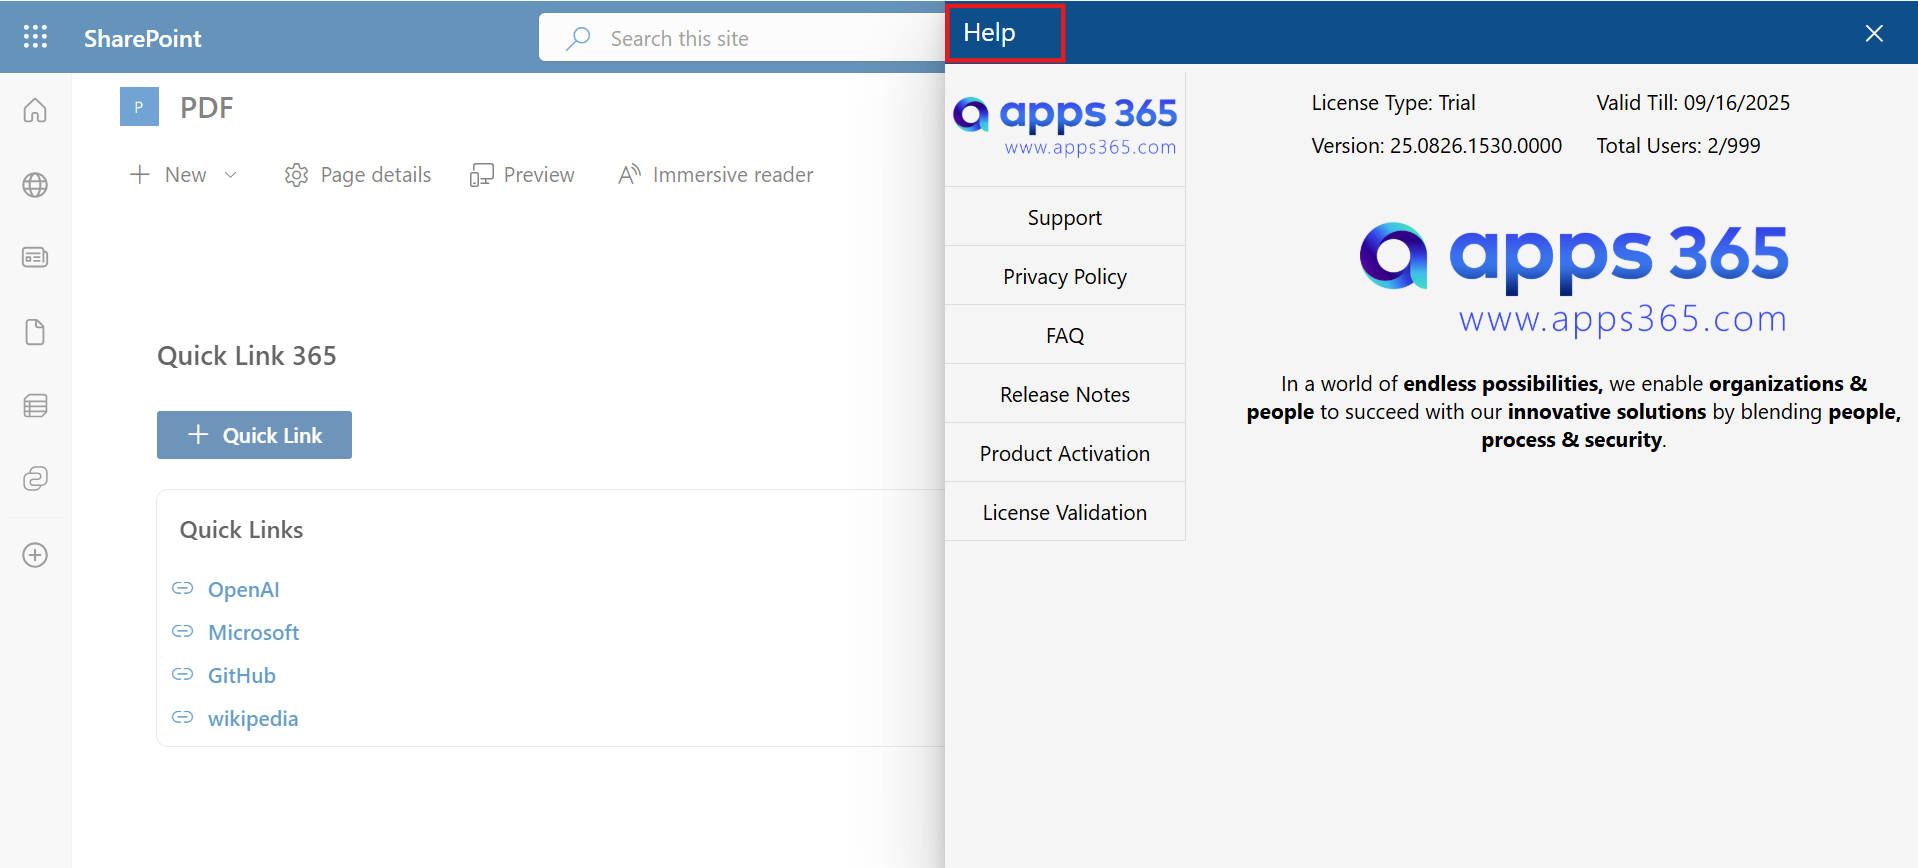 SharePoint
Search this site
P
PDF
New
Page details
Preview
Immersive reader
Quick Link 365
Quick Link
Quick Links
OpenAI
Microsoft
GitHub
wikipedia
Help
apps 365
www.apps365.com
Support
Privacy Policy
FAQ
Release Notes
Product Activation
License Validation
License Type: Trial
Valid Till: 09/16/2025
Version: 25.0826.1530.0000
Total Users: 2/999
apps 365
www.apps365.com
In a world of endless possibilities, we enable organizations &
people to succeed with our innovative solutions by blending people,
process & security.